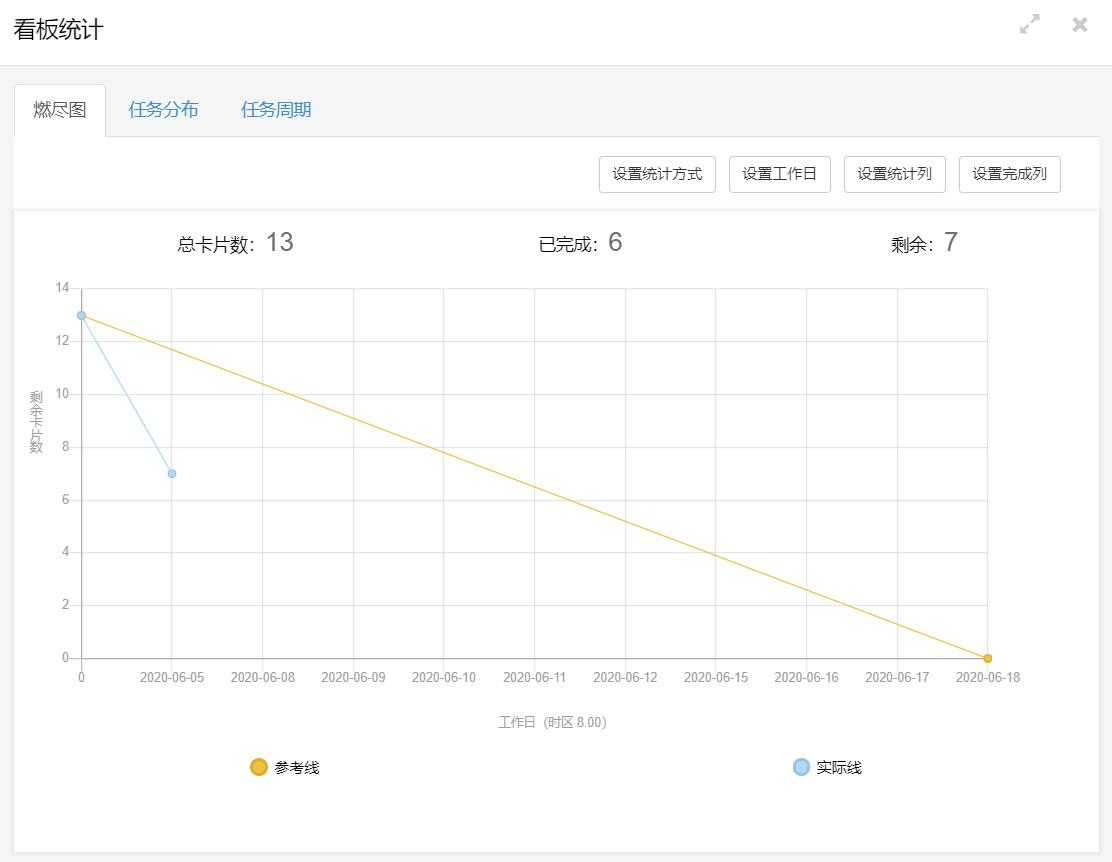 看板统计
燃尽图 任务分布 任务周期
设置统计方式 设置工作日 设置统计列 设置完成列
总卡片数：13 已完成：6 剩余：7
14
12
10
8
6
4
2
0
剩余卡片数
0 2020-06-05 2020-06-08 2020-06-09 2020-06-10 2020-06-11 2020-06-12 2020-06-15 2020-06-16 2020-06-17 2020-06-18
工作日（时区 8.00）
参考线 实际线